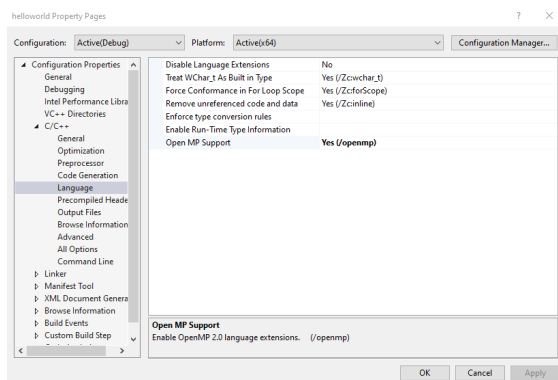 helloworld Property Pages
? ×
Configuration: Active(Debug) Platform: Active(x64) Configuration Manager...
Configuration Properties
General
Debugging
Intel Performance Libra
VC++ Directories
C/C++
General
Optimization
Preprocessor
Code Generation
Language
Precompiled Heade
Output Files
Browse Information
Advanced
All Options
Command Line
Linker
Manifest Tool
XML Document Genera
Browse Information
Build Events
Custom Build Step
Disable Language Extensions No
Treat WChar_t As Built in Type Yes (/Zc:wchar_t)
Force Conformance in For Loop Scope Yes (/Zc:forScope)
Remove unreferenced code and data Yes (/Zc:inline)
Enforce type conversion rules
Enable Run-Time Type Information
Open MP Support Yes (/openmp)
Open MP Support
Enable OpenMP 2.0 language extensions. (/openmp)
OK Cancel Apply